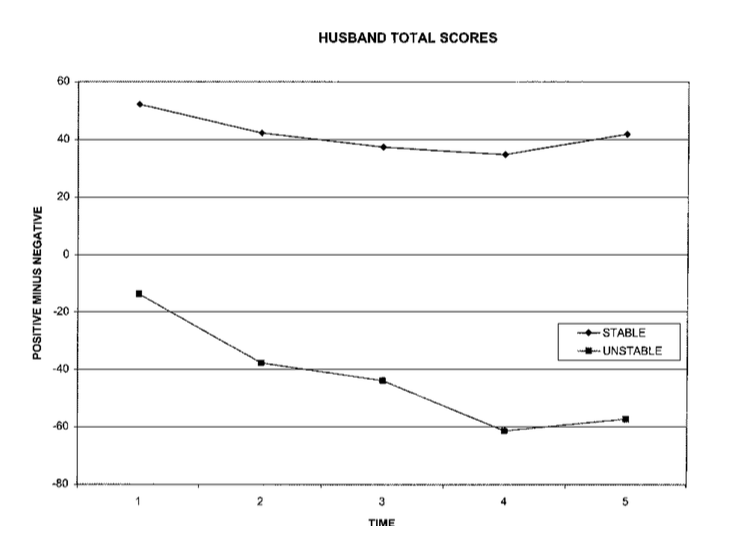 HUSBAND TOTAL SCORES
60
40
20
0
-20
-40
-60
-80
POSITIVE MINUS NEGATIVE
STABLE
UNSTABLE
1 2 3 4 5
TIME